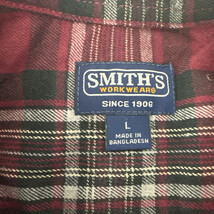 SMITH'S
WORKWEAR®
SINCE 1906
L
MADE IN
BANGLADESH